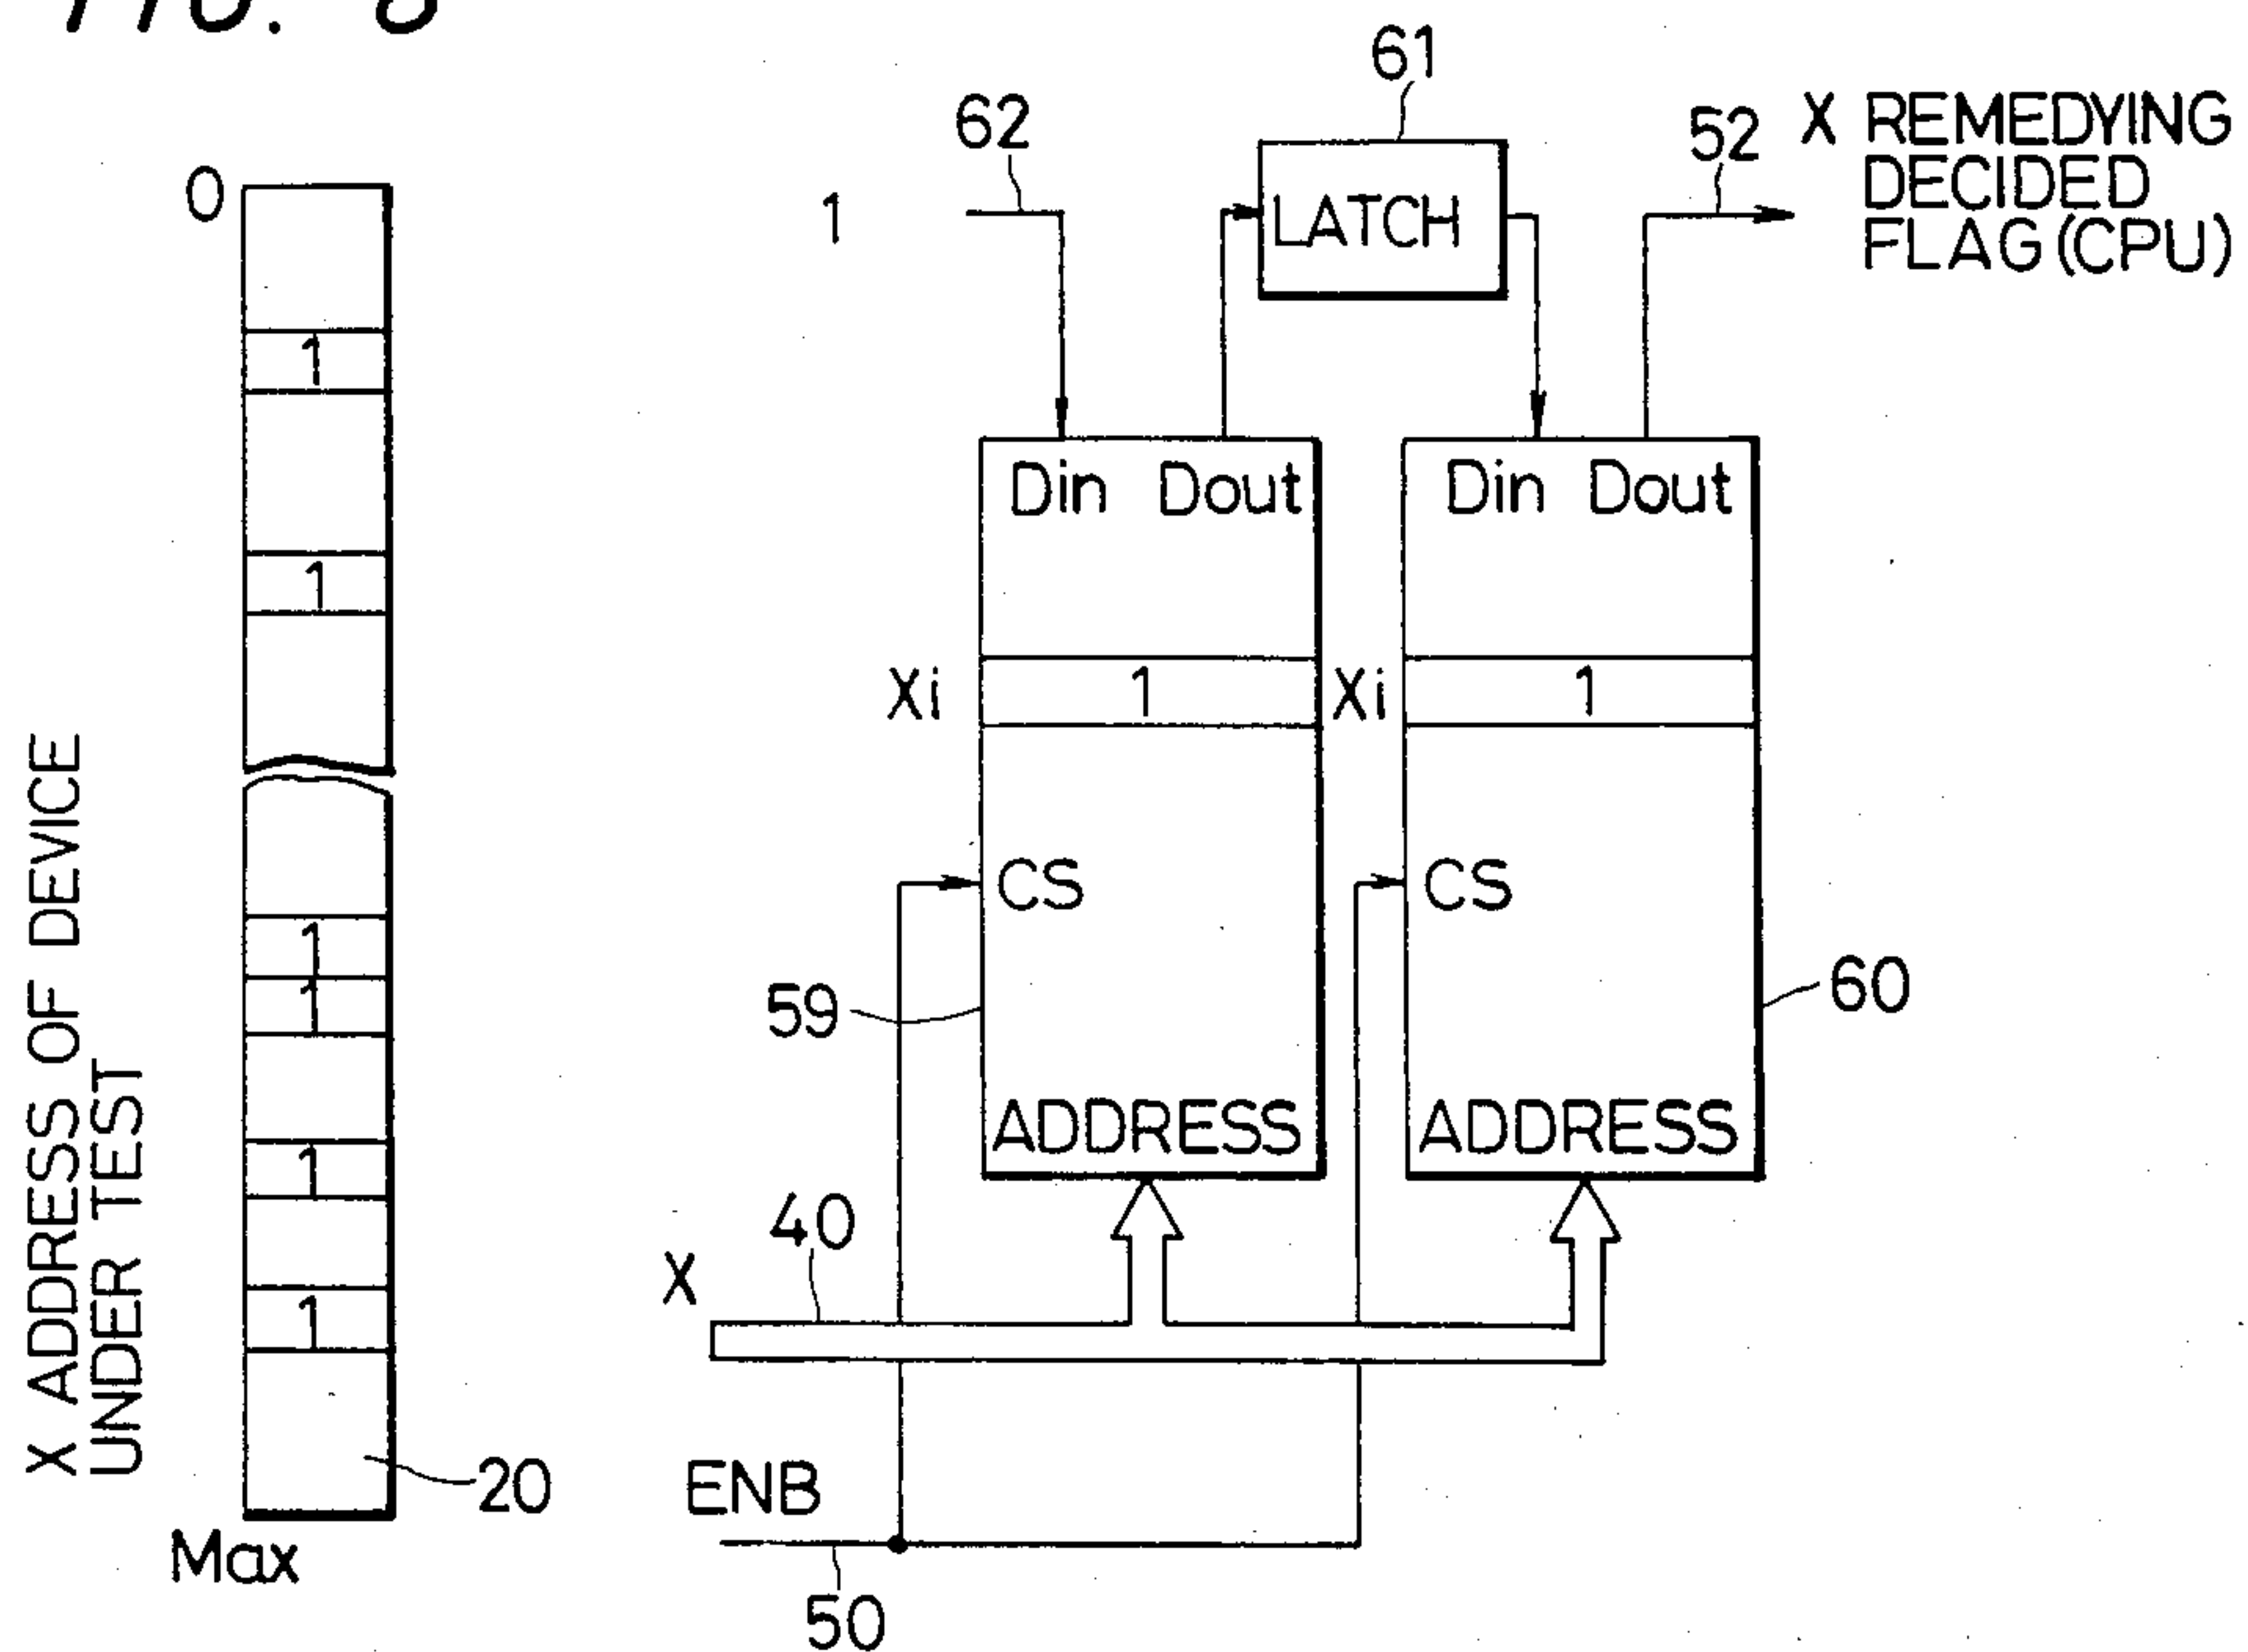 FIG.
61
62
52
X REMEDYING
DECIDED
FLAG (CPU)
0
1
LATCH
1
Din Dout
Din Dout
1
Xi
1
Xi
1
X ADDRESS OF DEVICE
UNDER TEST
CS
CS
1
1
59
60
ADDRESS
ADDRESS
1
40
X
1
20
ENB
Max
50